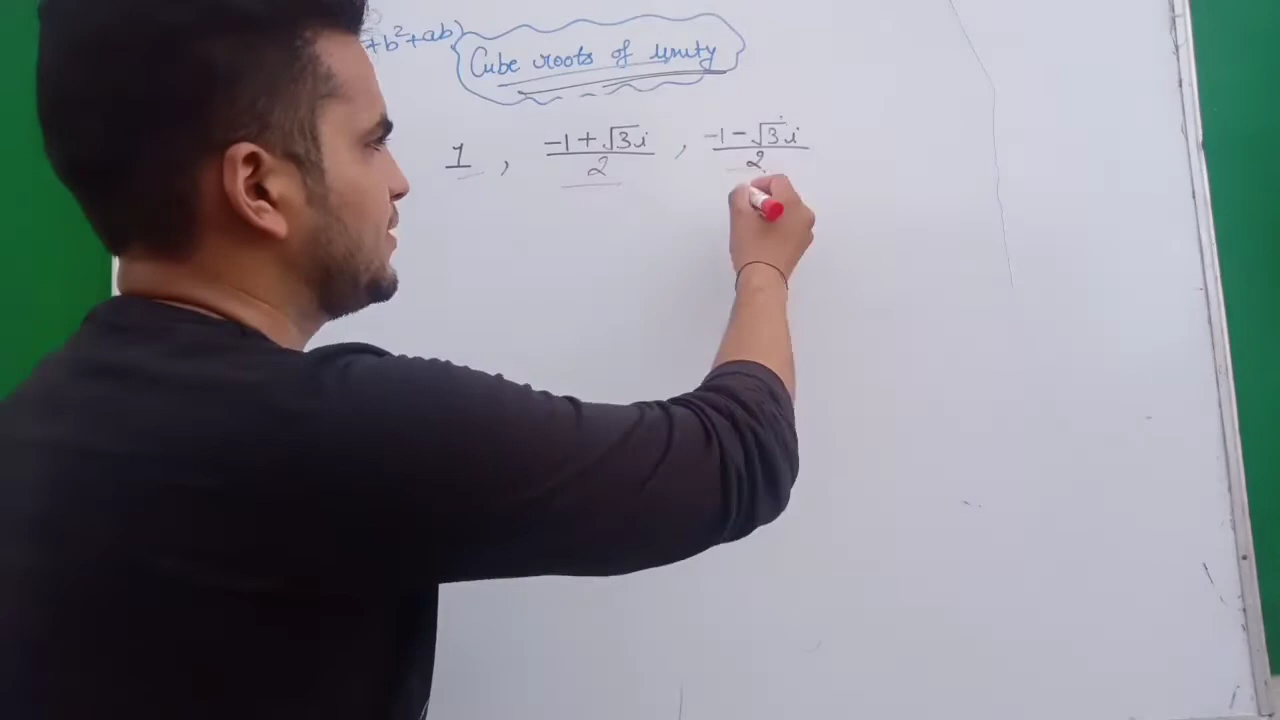 +b²+ab)
Cube roots of Unity
1, (-1+√3i)/2, (-1-√3i)/2